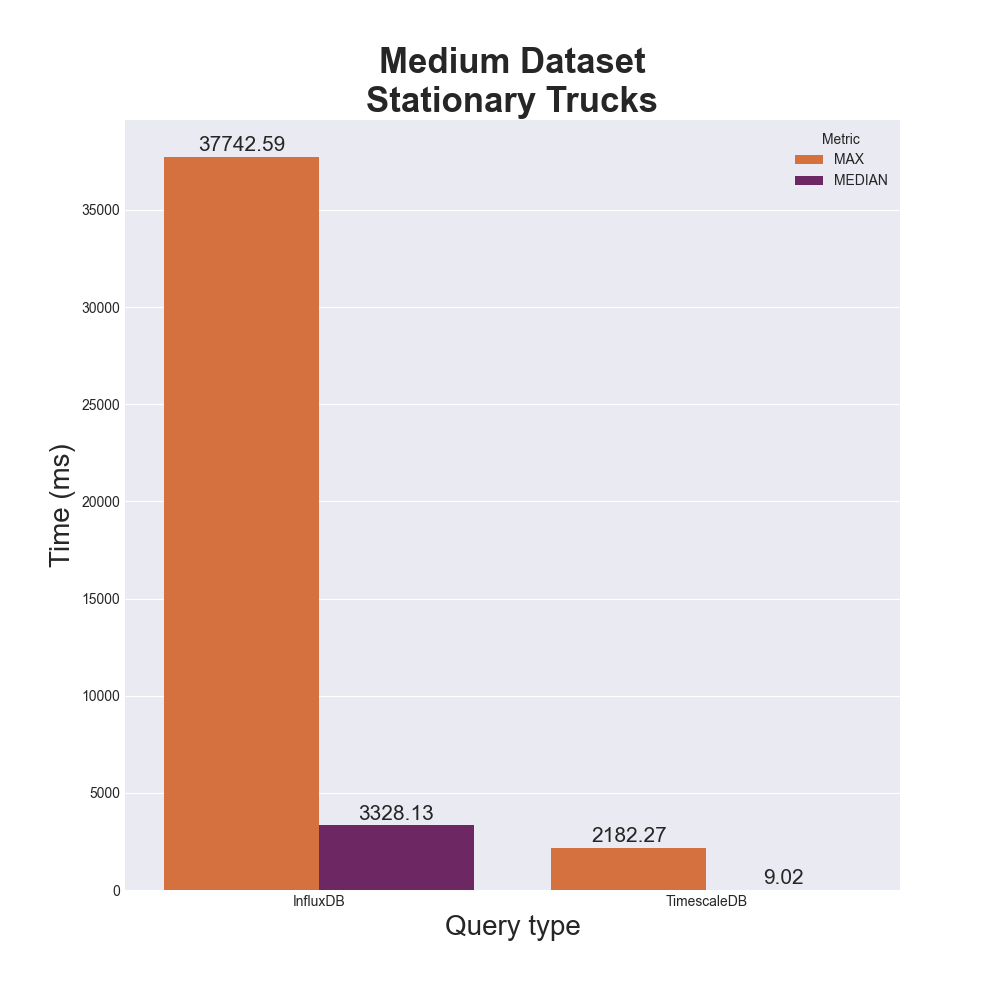 Medium Dataset
Stationary Trucks
37742.59
Metric
MAX
MEDIAN
35000
30000
25000
20000
15000
10000
5000
0
Time (ms)
3328.13
2182.27
9.02
InfluxDB
TimescaleDB
Query type